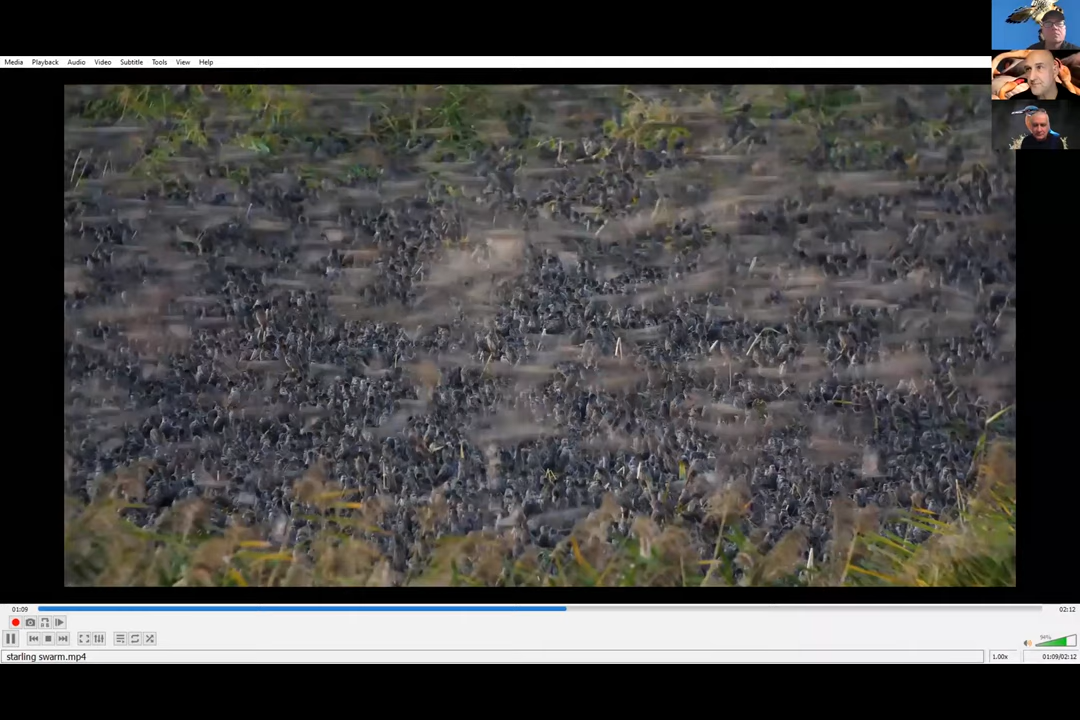 Media Playback Audio Video Subtitle Tools View Help
01:09 02:12
94%
starling swarm.mp4 1.00x 01:09/02:12